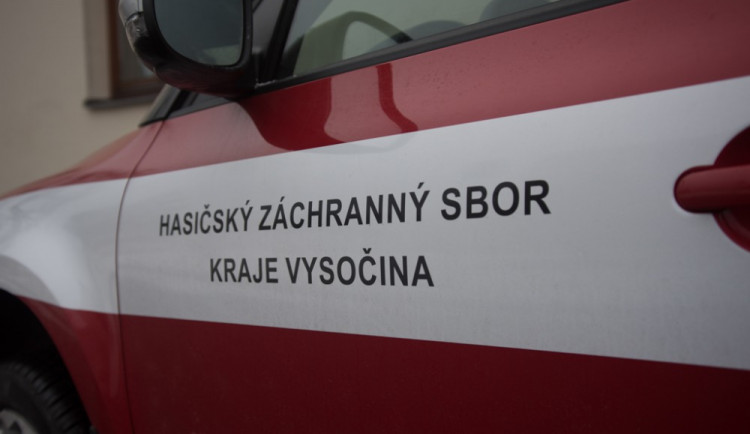 HASIČSKÝ ZÁCHRANNÝ SBOR
KRAJE VYSOČINA